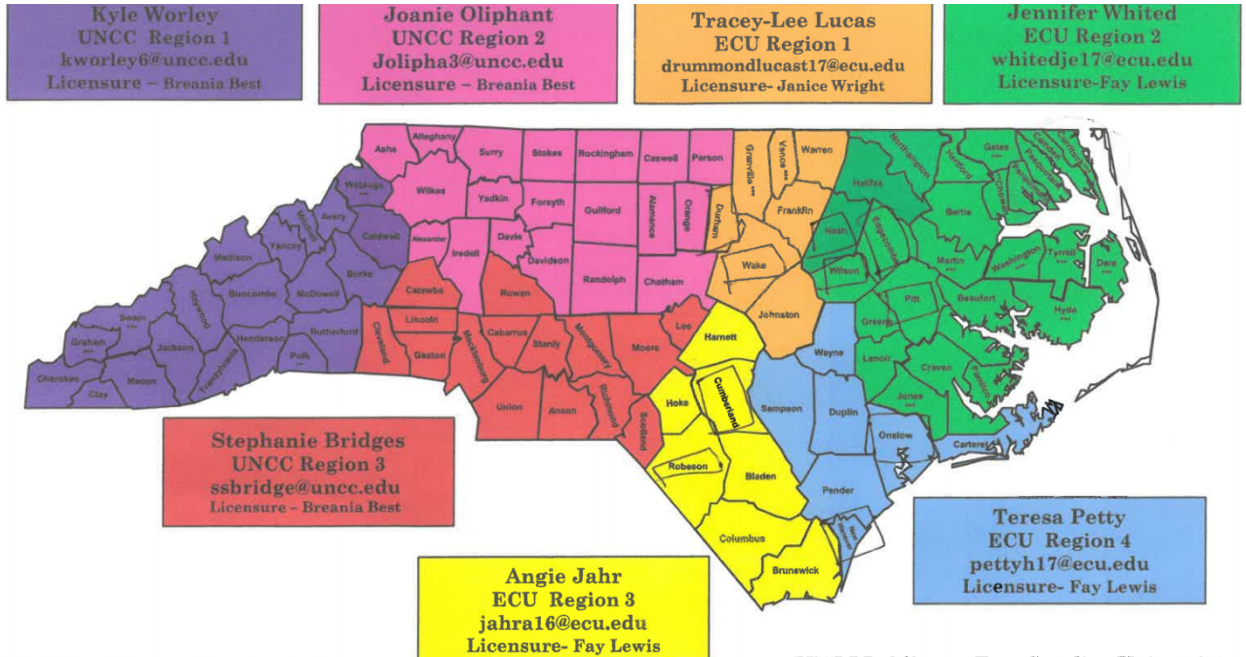 Kyle Worley
UNCC Region 1
kworley6@uncc.edu
Licensure – Breania Best
Joanie Oliphant
UNCC Region 2
Jolipha3@uncc.edu
Licensure – Breania Best
Tracey-Lee Lucas
ECU Region 1
drummondlucast17@ecu.edu
Licensure- Janice Wright
Jennifer Whited
ECU Region 2
whitedje17@ecu.edu
Licensure-Fay Lewis
Ashe
Alleghany
Surry
Stokes
Rockingham
Caswell
Person
Granville ***
Vance ***
Warren
Northampton
Hertford
Gates
***
Camden
Currituck
Pasquotank
Perquimans
Chowan
Halifax
Bertie
Watauga
***
Wilkes
Yadkin
Forsyth
Guilford
Alamance
Orange
Durham
Franklin
Nash
Edgecombe
Martin
***
Washington
***
Tyrrell
***
Dare
***
Mitchell
Avery
Caldwell
Alexander
Iredell
Davie
Davidson
Randolph
Chatham
Wake
Wilson
Pitt
Beaufort
Hyde
***
Madison
Yancey
Burke
Buncombe
McDowell
Catawba
Rowan
Johnston
Greene
Haywood
Swain
***
Graham
***
Jackson
Henderson
Rutherford
Polk
***
Transylvania
Cherokee
Clay
Macon
Cleveland
Lincoln
Gaston
Mecklenburg
Cabarrus
Stanly
Montgomery
Moore
Lee
Harnett
Wayne
Lenoir
Craven
Pamlico
Jones
***
Union
Anson
Richmond
Scotland
Hoke
Cumberland
Sampson
Duplin
Onslow
Carteret
Robeson
Bladen
Pender
New
Hanover
Columbus
Brunswick
Stephanie Bridges
UNCC Region 3
ssbridge@uncc.edu
Licensure – Breania Best
Teresa Petty
ECU Region 4
pettyh17@ecu.edu
Licensure- Fay Lewis
Angie Jahr
ECU Region 3
jahra16@ecu.edu
Licensure- Fay Lewis